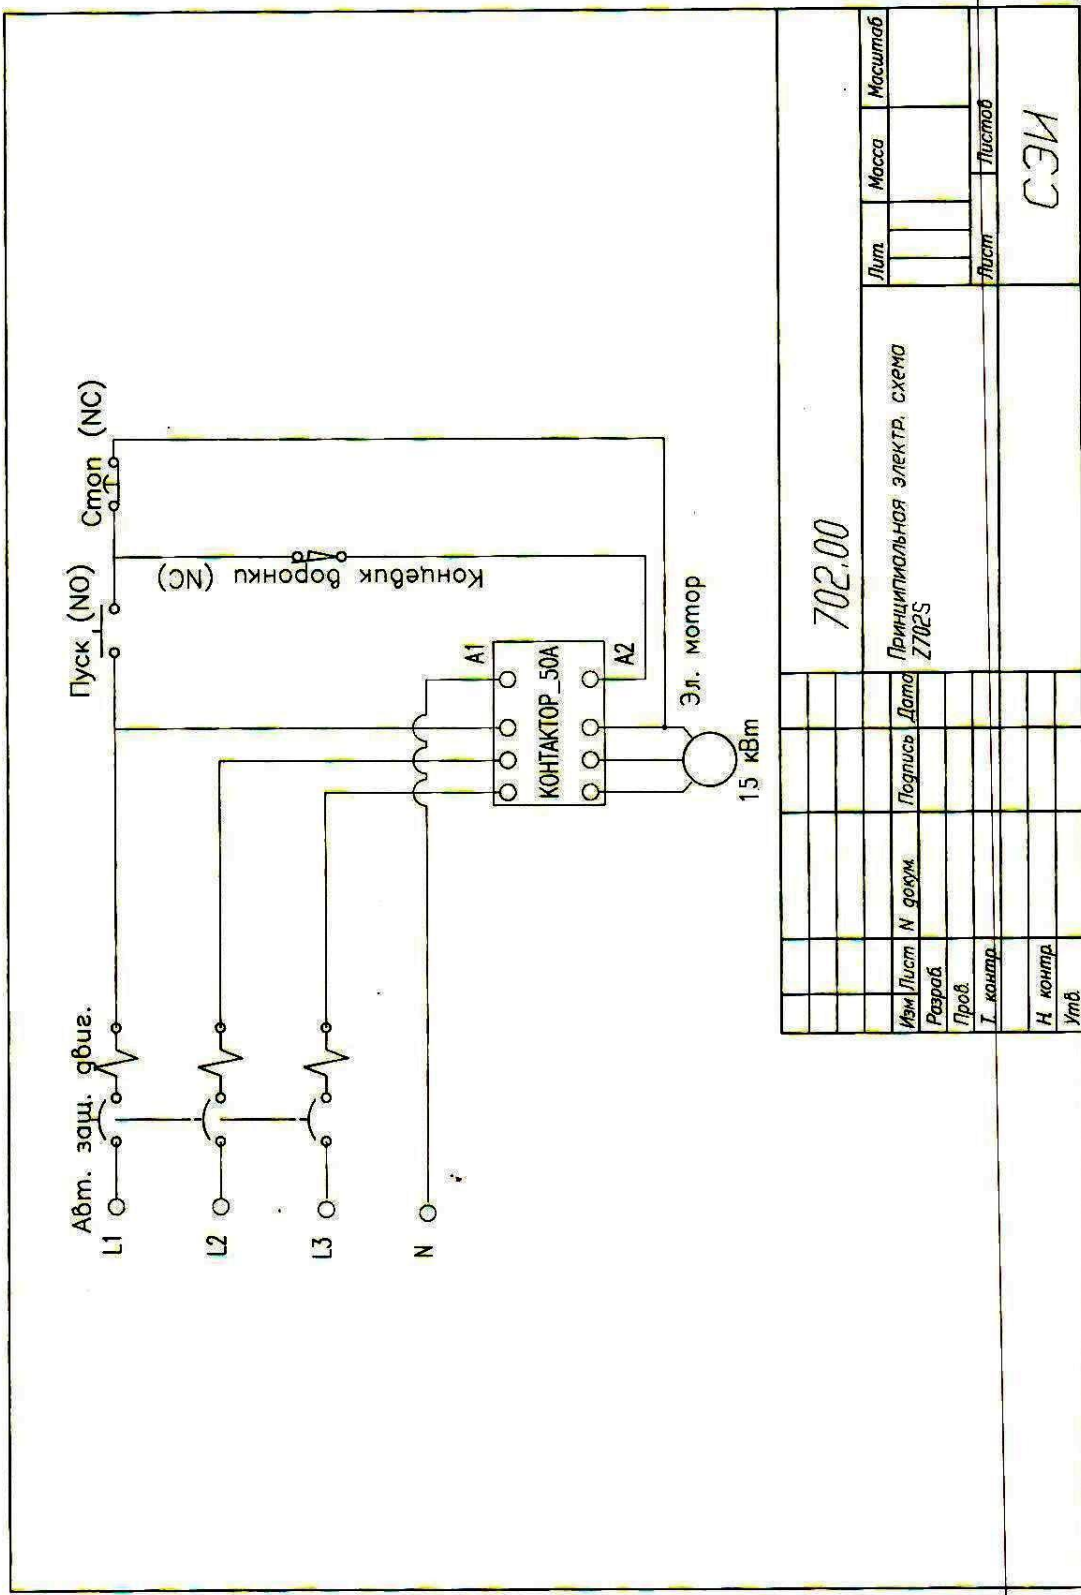 Пуск (NO)
Стоп (NC)
Концевик воронки (NC)
Авт. защ. двиг.
L1
L2
L3
N
A1
КОНТАКТОР_50А
A2
Эл. мотор
15 кВт
702.00
Изм Лист N докум. Подпись Дата
Разраб.
Пров.
Т. контр.
Н. контр.
Утв.
Принципиальная электр. схема
Z702S
Лит. Масса Масштаб
Лист Листов
СЭИ